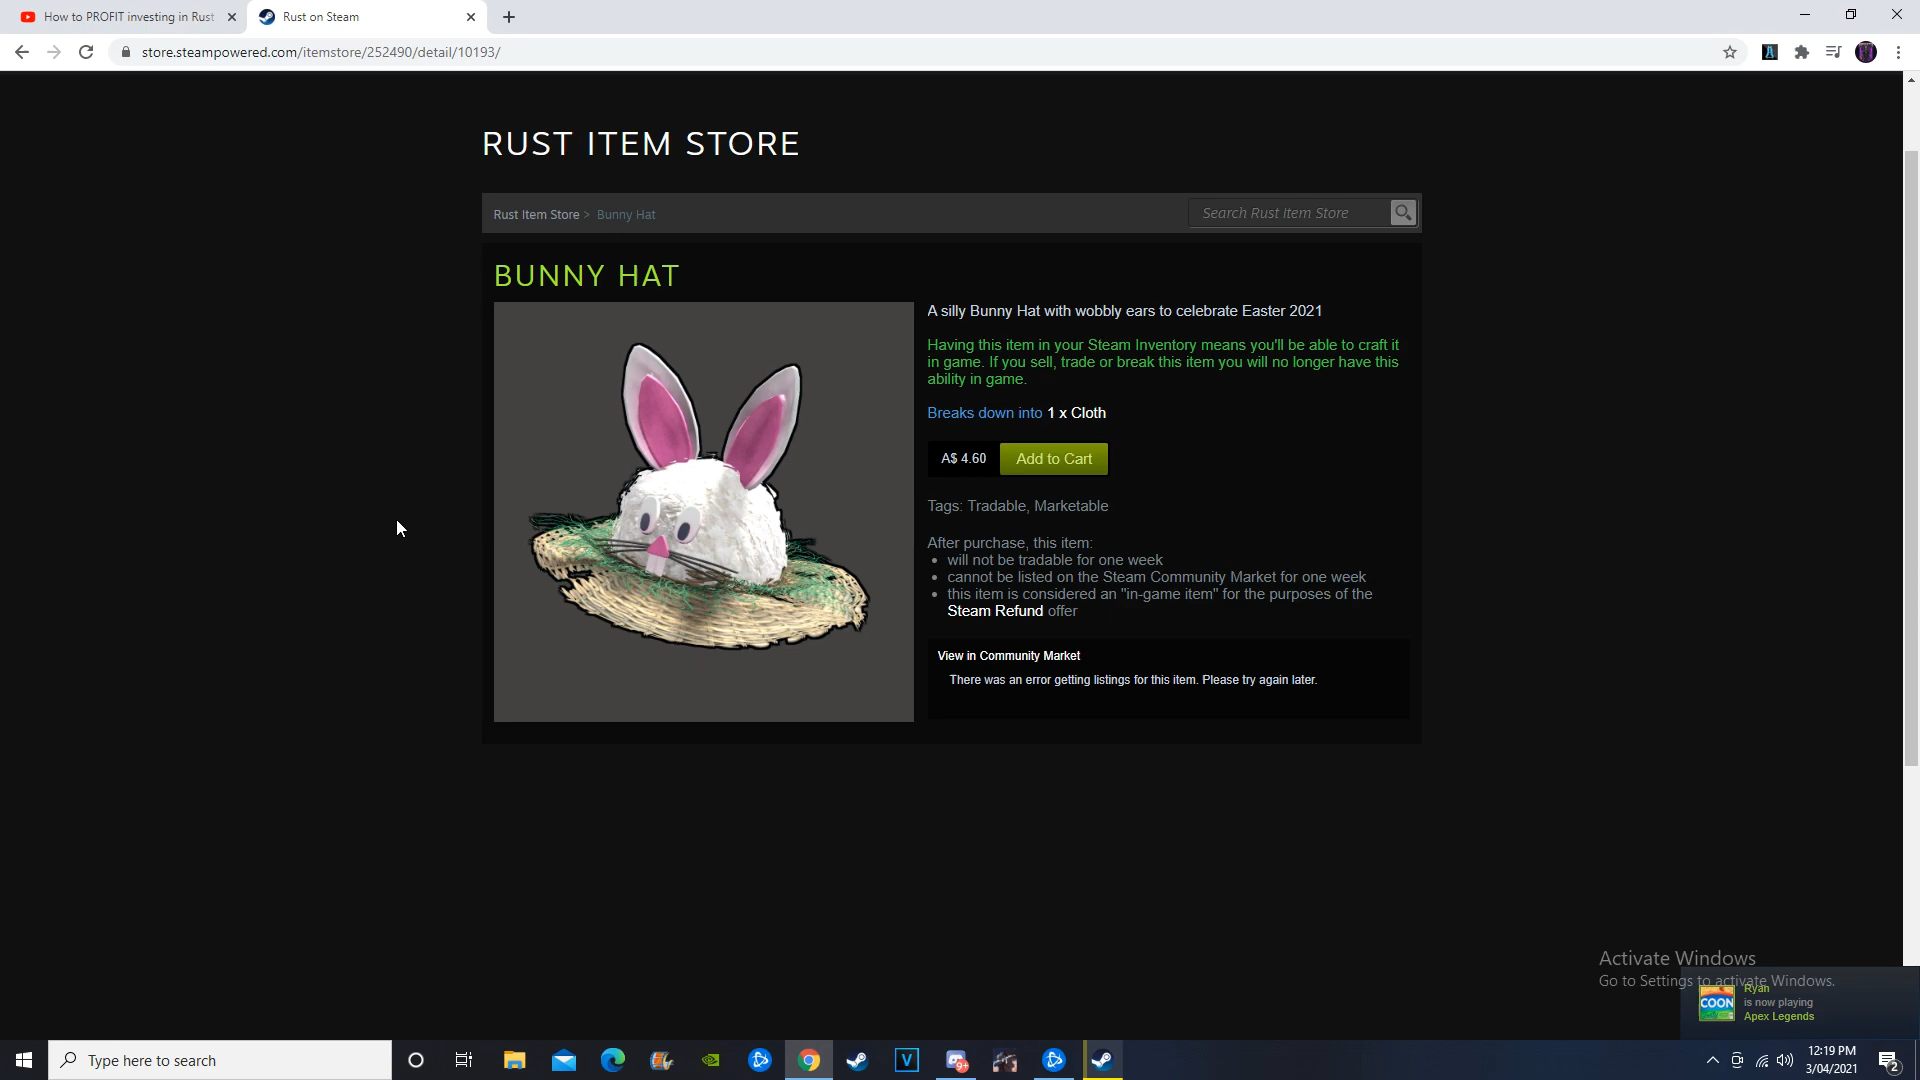 How to PROFIT investing in Rust
Rust on Steam
store.steampowered.com/itemstore/252490/detail/10193/
RUST ITEM STORE
Rust Item Store > Bunny Hat
Search Rust Item Store
BUNNY HAT
A silly Bunny Hat with wobbly ears to celebrate Easter 2021
Having this item in your Steam Inventory means you'll be able to craft it
in game. If you sell, trade or break this item you will no longer have this
ability in game.
Breaks down into 1 x Cloth
A$ 4.60
Add to Cart
Tags: Tradable, Marketable
After purchase, this item:
will not be tradable for one week
cannot be listed on the Steam Community Market for one week
this item is considered an "in-game item" for the purposes of the
Steam Refund offer
View in Community Market
There was an error getting listings for this item. Please try again later.
Activate Windows
Go to Settings to activate Windows.
COON
Ryan
is now playing
Apex Legends
Type here to search
V
9+
12:19 PM
3/04/2021
2